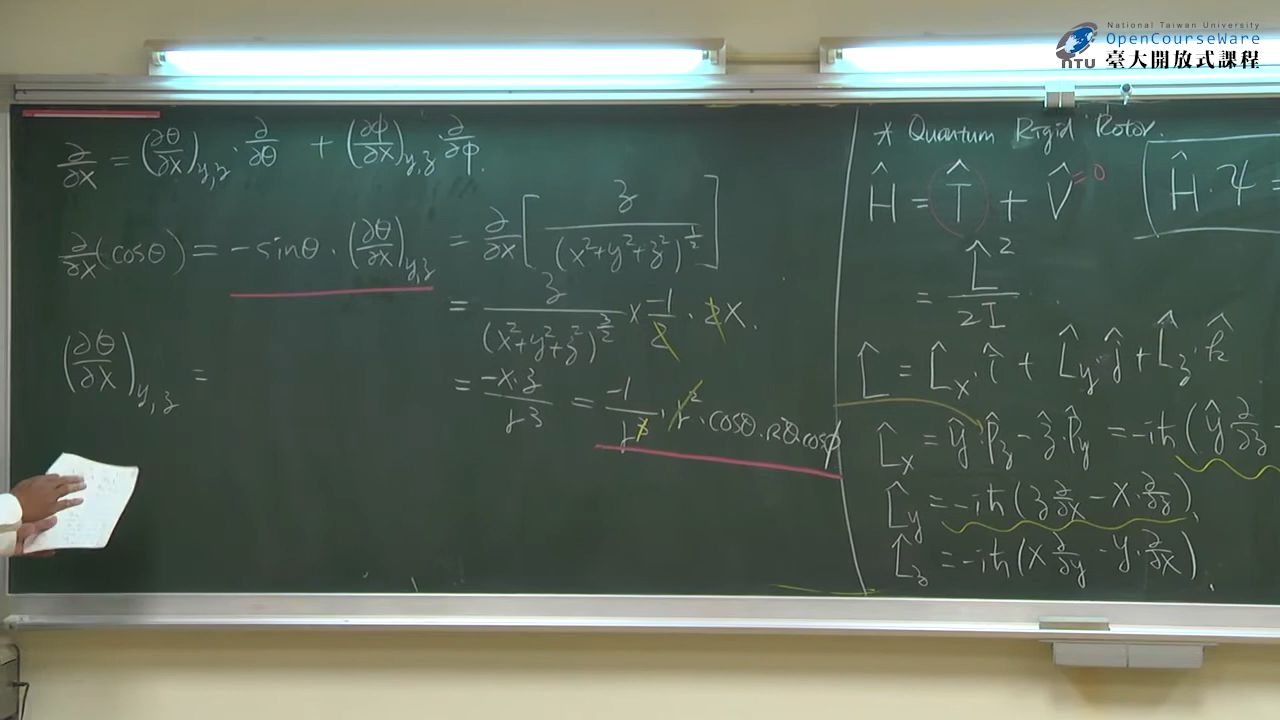 National Taiwan University
OpenCourseWare
NTU 臺大開放式課程
∂/∂x = (∂θ/∂x)y,z · ∂/∂θ + (∂φ/∂x)y,z · ∂/∂φ.
∂/∂x (cosθ) = -sinθ · (∂θ/∂x)y,z = ∂/∂x [ z / (x²+y²+z²)^1/2 ]
= z / (x²+y²+z²)^3/2 × -1/2 · 2x.
(∂θ/∂x)y,z =
= -x·z / r3 = -1/r3 · r² · cosθ · cosφ
* Quantum Rigid Rotor.
Ĥ = T̂ + V̂ = 0
Ĥ·Ψ =
= L̂² / 2I
L̂ = L̂x·î + L̂y·ĵ + L̂z·k̂
L̂x = ŷ·p̂z - ẑ·p̂y = -iħ(ŷ ∂/∂z -
L̂y = -iħ(z ∂/∂x - x·∂/∂z).
L̂z = -iħ(x ∂/∂y - y·∂/∂x).